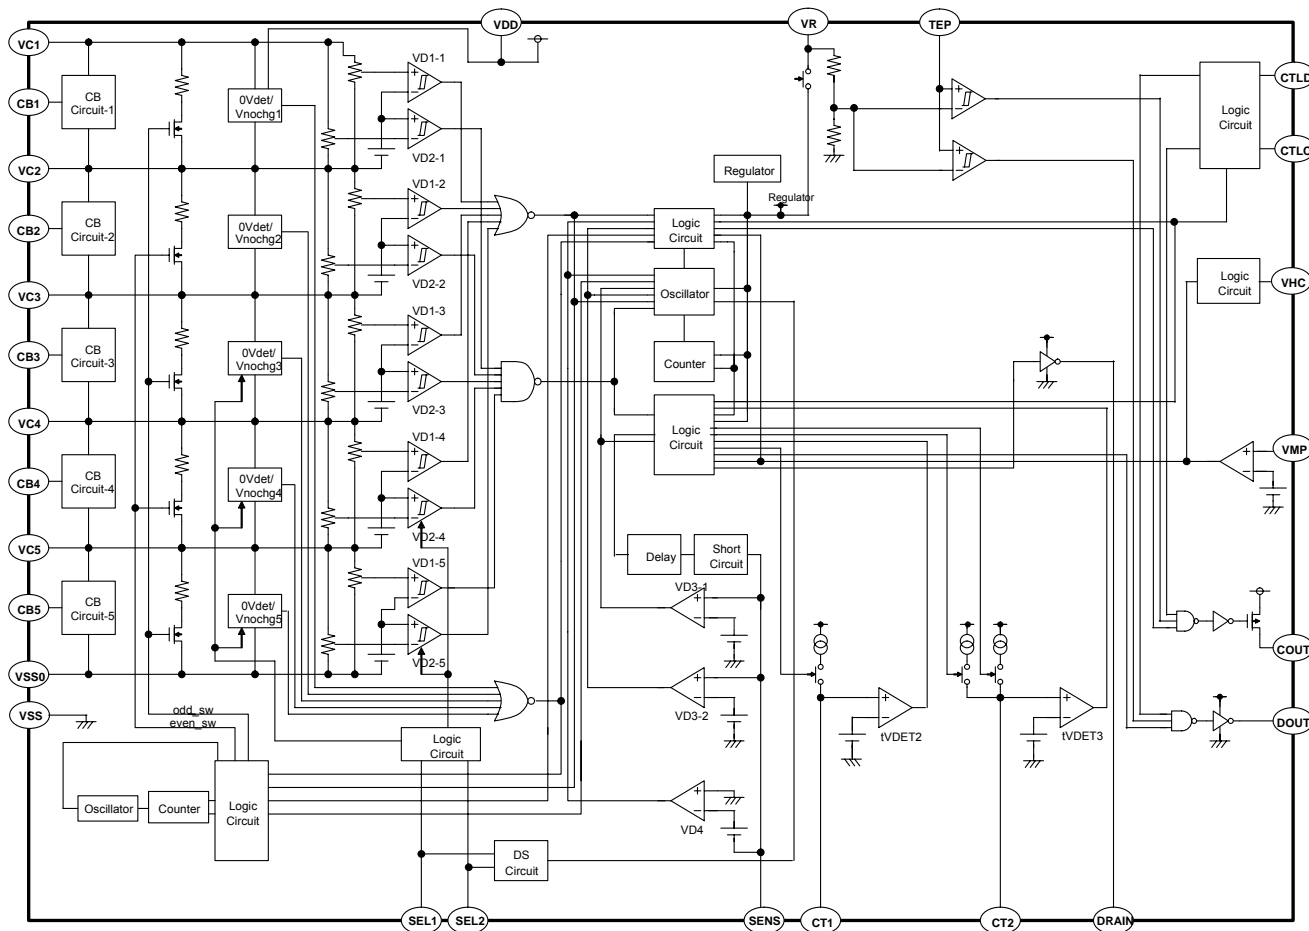 VDD
VR
TEP
VC1
CB1
VC2
CB2
VC3
CB3
VC4
CB4
VC5
CB5
VSS0
VSS
CB
Circuit-1
CB
Circuit-2
CB
Circuit-3
CB
Circuit-4
CB
Circuit-5
0Vdet/
Vnochg1
0Vdet/
Vnochg2
0Vdet/
Vnochg3
0Vdet/
Vnochg4
0Vdet/
Vnochg5
VD1-1
VD2-1
VD1-2
VD2-2
VD1-3
VD2-3
VD1-4
VD2-4
VD1-5
VD2-5
odd_sw
even_sw
Oscillator
Counter
Logic
Circuit
Logic
Circuit
DS
Circuit
Regulator
Regulator
Logic
Circuit
Oscillator
Counter
Logic
Circuit
Delay
Short
Circuit
VD3-1
VD3-2
VD4
tVDET2
tVDET3
Logic
Circuit
Logic
Circuit
CTLD
CTLC
VHC
VMP
COUT
DOUT
SEL1
SEL2
SENS
CT1
CT2
DRAIN